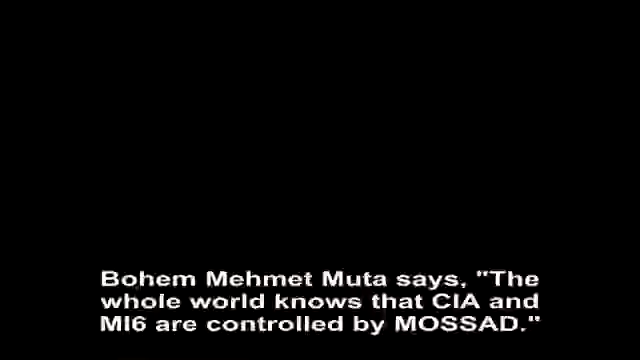 Bohem Mehmet Muta says, "The
whole world knows that CIA and
MI6 are controlled by MOSSAD."